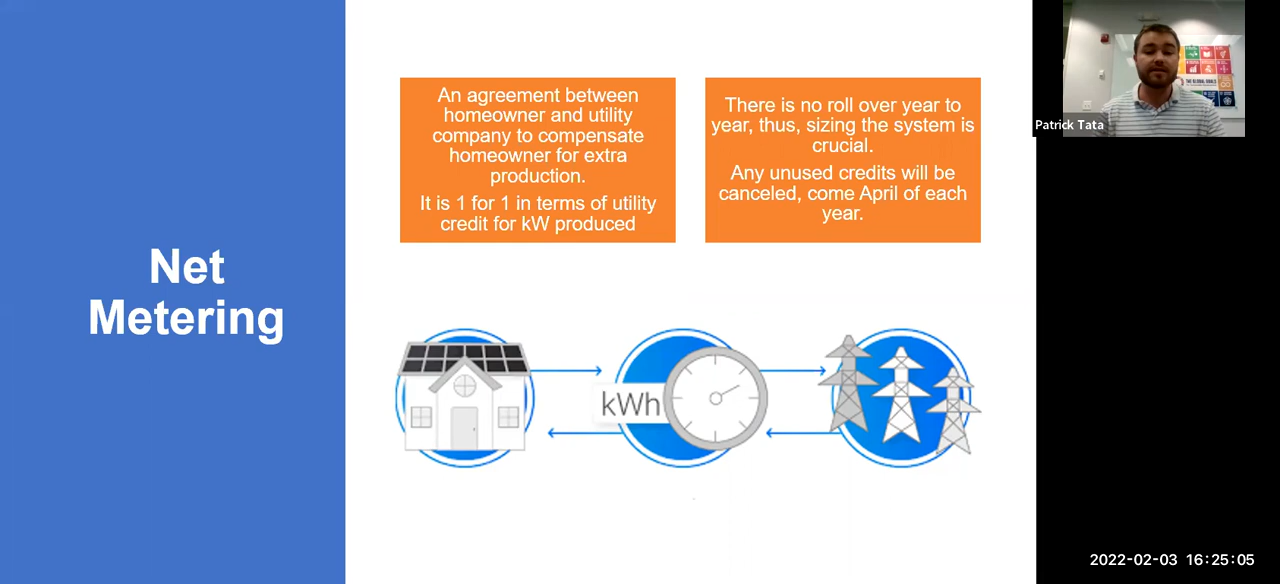 Net
Metering
An agreement between
homeowner and utility
company to compensate
homeowner for extra
production.
It is 1 for 1 in terms of utility
credit for kW produced
There is no roll over year to
year, thus, sizing the system is
crucial.
Any unused credits will be
canceled, come April of each
year.
kWh
THE GLOBAL GOALS
Patrick Tata
2022-02-03 16:25:05